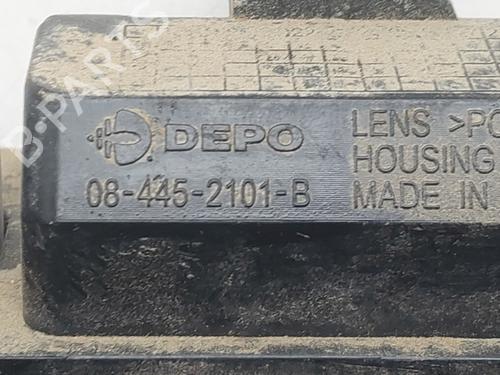 B-PARTS
DEPO
08-445-2101-B
LENS >PC
HOUSING
MADE IN